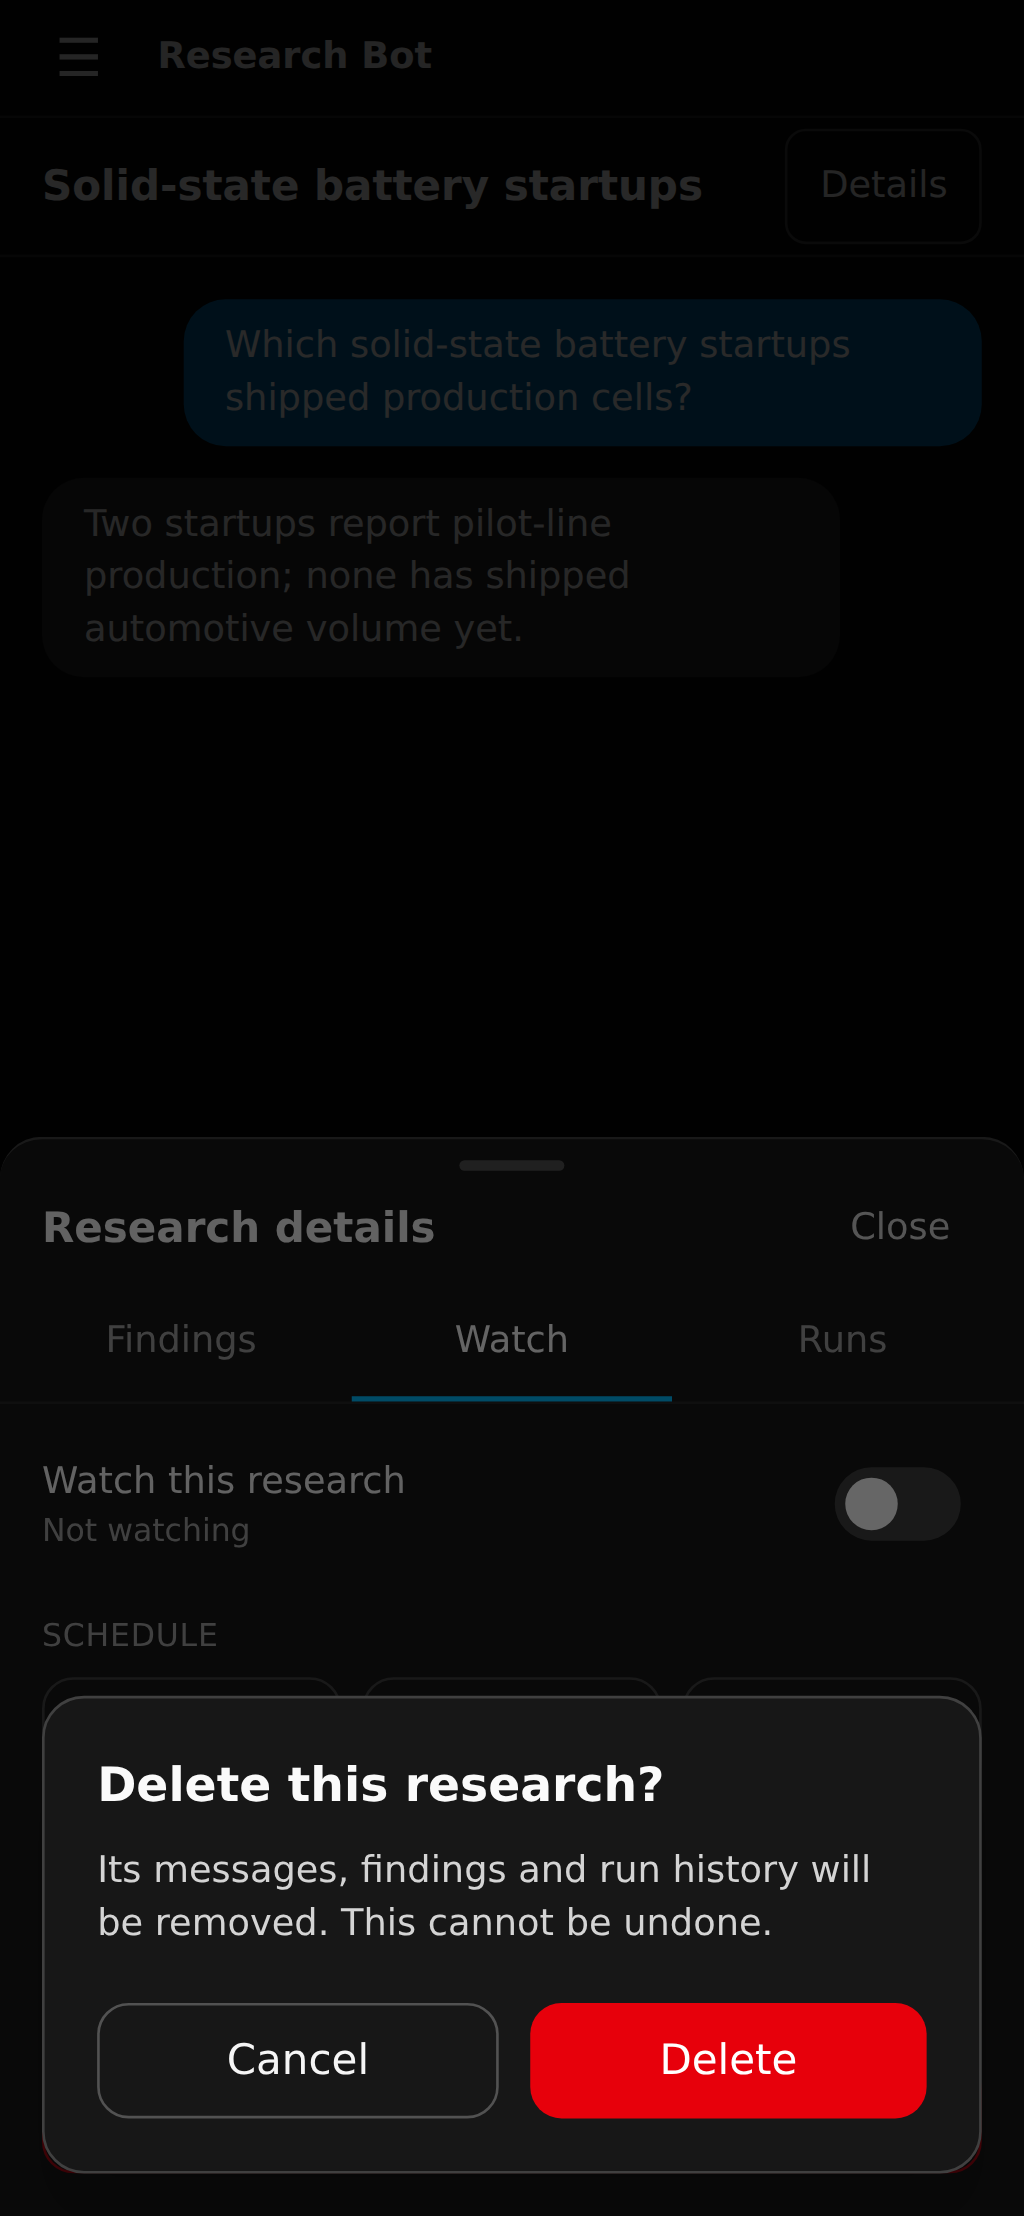 Research Bot
Solid-state battery startups
Details
Which solid-state battery startups
shipped production cells?
Two startups report pilot-line
production; none has shipped
automotive volume yet.
Research details
Close
Findings
Watch
Runs
Watch this research
Not watching
SCHEDULE
Delete this research?
Its messages, findings and run history will
be removed. This cannot be undone.
Cancel
Delete